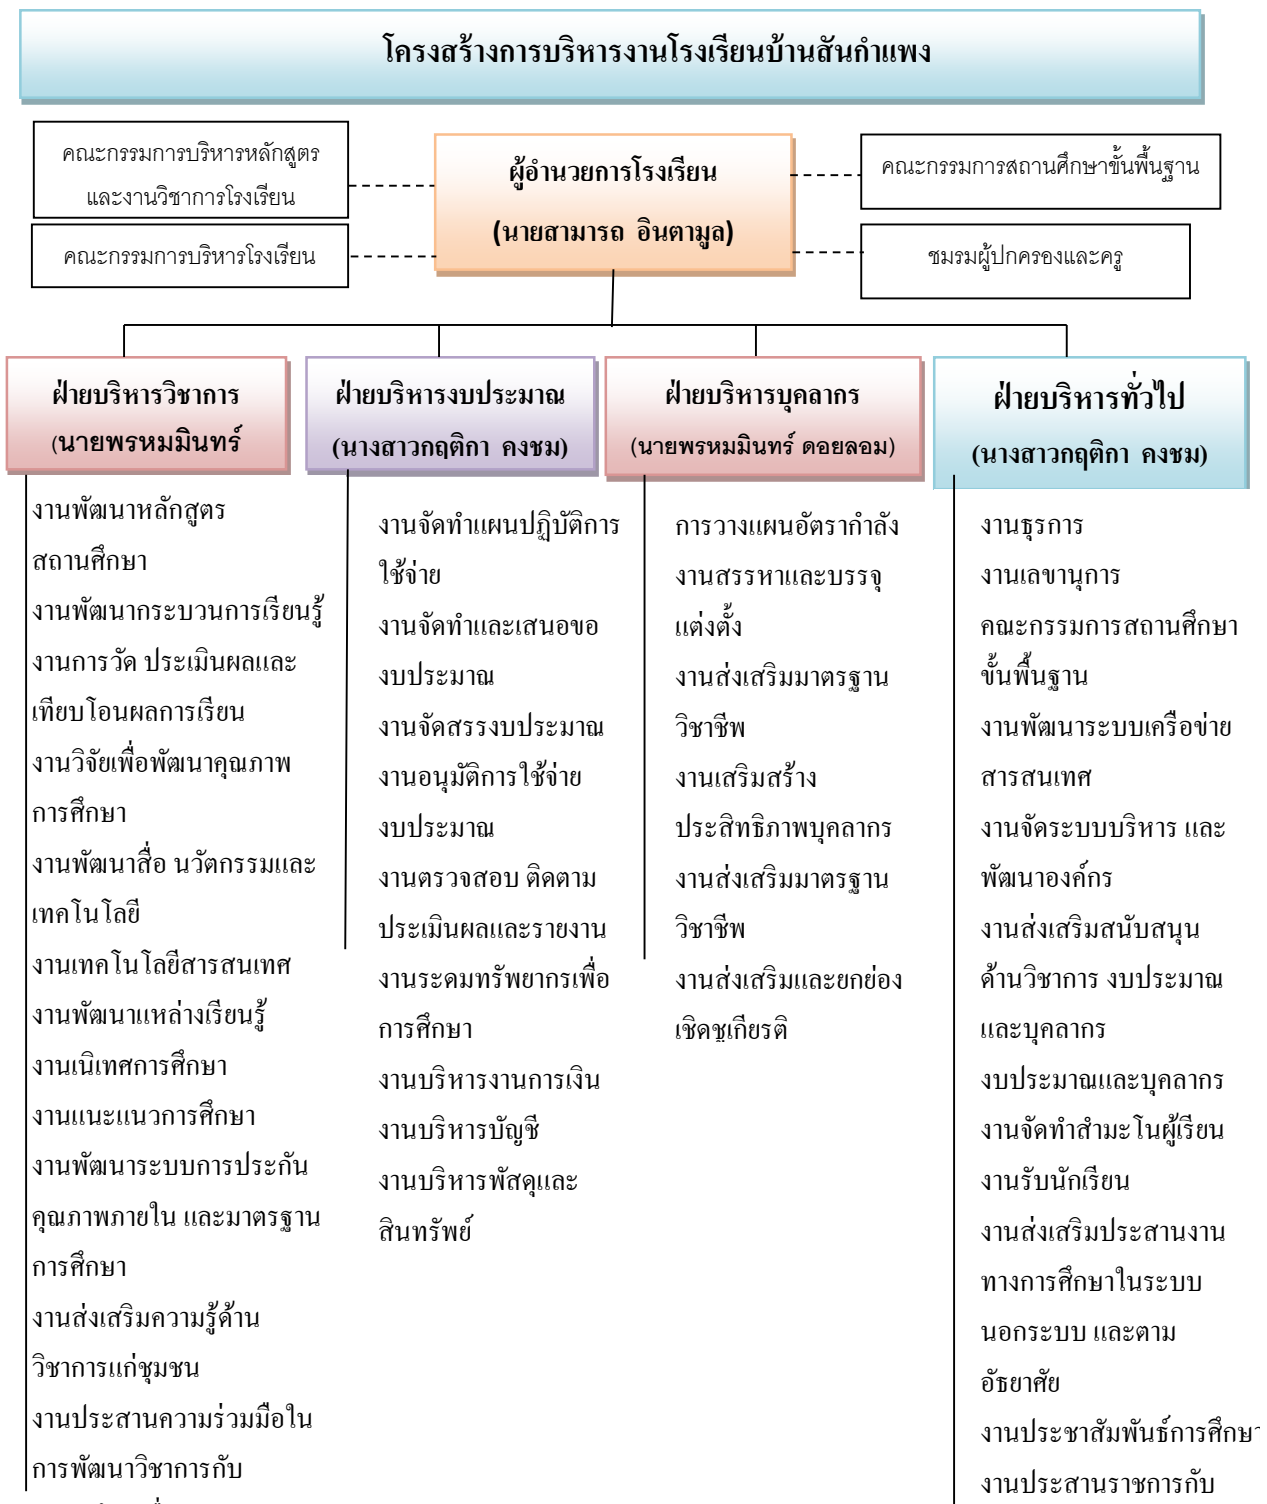 โครงสร้างการบริหารงานโรงเรียนบ้านสันกำแพง
คณะกรรมการบริหารหลักสูตร
และงานวิชาการโรงเรียน
คณะกรรมการบริหารโรงเรียน
ผู้อำนวยการโรงเรียน
(นายสามารถ อินตามูล)
คณะกรรมการสถานศึกษาขั้นพื้นฐาน
ชมรมผู้ปกครองและครู
ฝ่ายบริหารวิชาการ
(นายพรหมมินทร์
งานพัฒนาหลักสูตร
สถานศึกษา
งานพัฒนากระบวนการเรียนรู้
งานการวัด ประเมินผลและ
เทียบโอนผลการเรียน
งานวิจัยเพื่อพัฒนาคุณภาพ
การศึกษา
งานพัฒนาสื่อ นวัตกรรมและ
เทคโนโลยี
งานเทคโนโลยีสารสนเทศ
งานพัฒนาแหล่างเรียนรู้
งานเนิเทศการศึกษา
งานแนะแนวการศึกษา
งานพัฒนาระบบการประกัน
คุณภาพภายใน และมาตรฐาน
การศึกษา
งานส่งเสริมความรู้ด้าน
วิชาการแก่ชุมชน
งานประสานความร่วมมือใน
การพัฒนาวิชาการกับ
ฝ่ายบริหารงบประมาณ
(นางสาวกฤติกา คงชม)
งานจัดทำแผนปฏิบัติการ
ใช้จ่าย
งานจัดทำและเสนอขอ
งบประมาณ
งานจัดสรรงบประมาณ
งานอนุมัติการใช้จ่าย
งบประมาณ
งานตรวจสอบ ติดตาม
ประเมินผลและรายงาน
งานระดมทรัพยากรเพื่อ
การศึกษา
งานบริหารงานการเงิน
งานบริหารบัญชี
งานบริหารพัสดุและ
สินทรัพย์
ฝ่ายบริหารบุคลากร
(นายพรหมมินทร์ ดอยลอม)
การวางแผนอัตรากำลัง
งานสรรหาและบรรจุ
แต่งตั้ง
งานส่งเสริมมาตรฐาน
วิชาชีพ
งานเสริมสร้าง
ประสิทธิภาพบุคลากร
งานส่งเสริมมาตรฐาน
วิชาชีพ
งานส่งเสริมและยกย่อง
เชิดชูเกียรติ
ฝ่ายบริหารทั่วไป
(นางสาวกฤติกา คงชม)
งานธุรการ
งานเลขานุการ
คณะกรรมการสถานศึกษา
ขั้นพื้นฐาน
งานพัฒนาระบบเครือข่าย
สารสนเทศ
งานจัดระบบบริหาร และ
พัฒนาองค์กร
งานส่งเสริมสนับสนุน
ด้านวิชาการ งบประมาณ
และบุคลากร
งบประมาณและบุคลากร
งานจัดทำสำมะโนผู้เรียน
งานรับนักเรียน
งานส่งเสริมประสานงาน
ทางการศึกษาในระบบ
นอกระบบ และตาม
อัธยาศัย
งานประชาสัมพันธ์การศึกษา
งานประสานราชการกับ